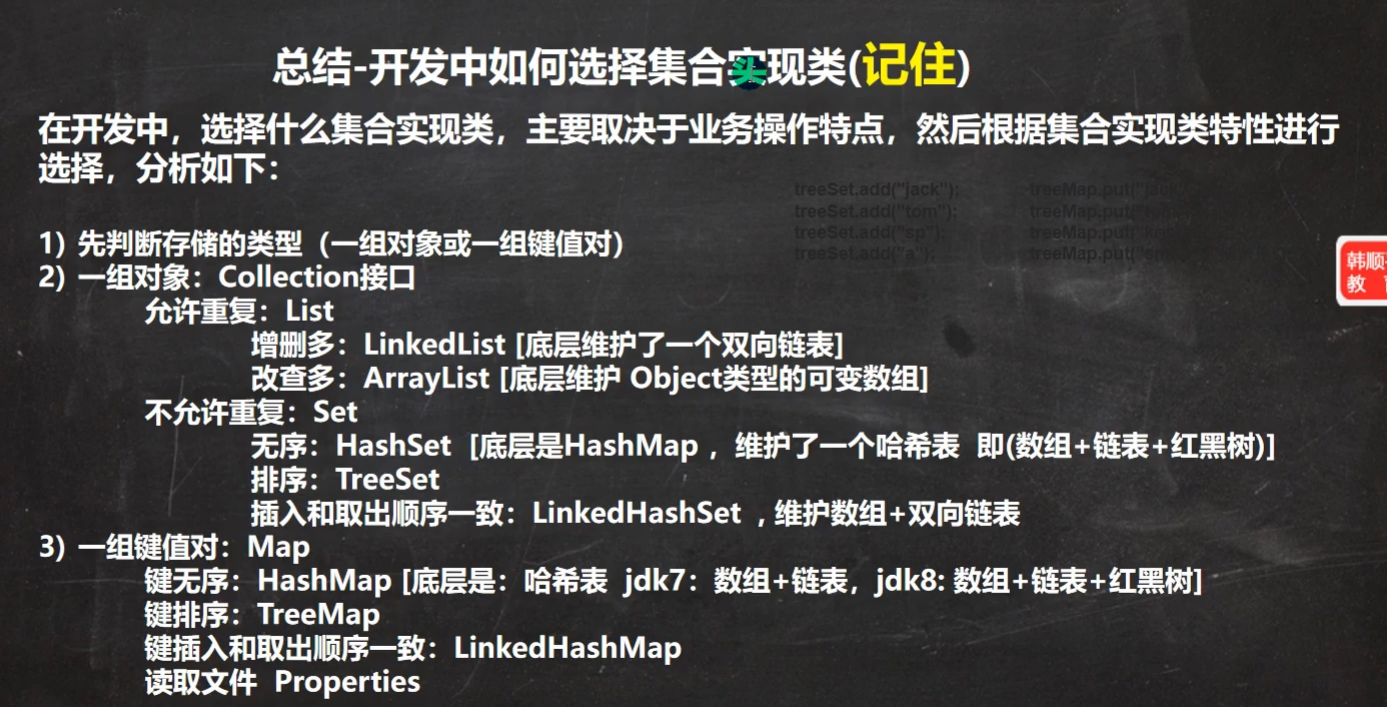 总结-开发中如何选择集合实现类(记住)
在开发中，选择什么集合实现类，主要取决于业务操作特点，然后根据集合实现类特性进行
选择，分析如下：
treeSet.add("jack"); treeMap.put("jack
treeSet.add("tom"); treeMap.put(
treeSet.add("sp"); treeMap.put(
treeSet.add("a"); treeMap.put(
1) 先判断存储的类型（一组对象或一组键值对）
2) 一组对象：Collection接口
允许重复：List
增删多：LinkedList [底层维护了一个双向链表]
改查多：ArrayList [底层维护 Object类型的可变数组]
不允许重复：Set
无序：HashSet [底层是HashMap ，维护了一个哈希表 即(数组+链表+红黑树)]
排序：TreeSet
插入和取出顺序一致：LinkedHashSet , 维护数组+双向链表
3) 一组键值对：Map
键无序：HashMap [底层是：哈希表 jdk7：数组+链表，jdk8: 数组+链表+红黑树]
键排序：TreeMap
键插入和取出顺序一致：LinkedHashMap
读取文件 Properties
韩顺
教